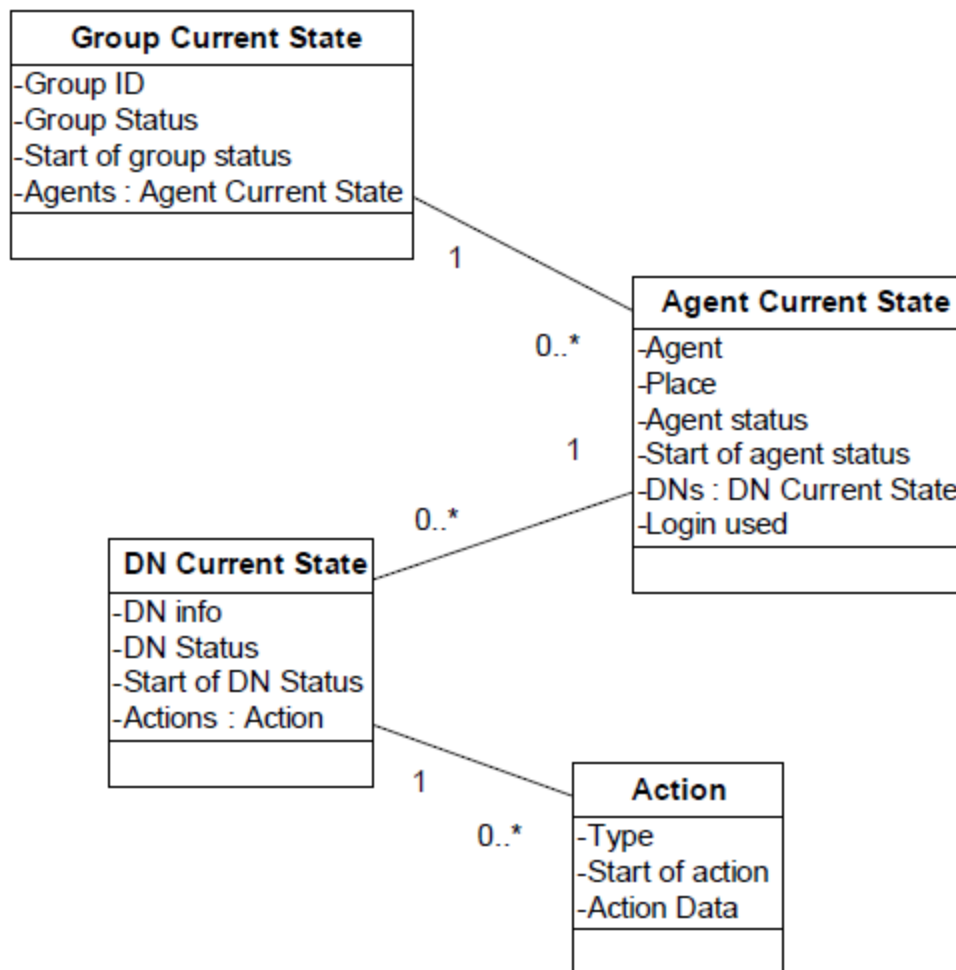 Group Current State
-Group ID
-Group Status
-Start of group status
-Agents : Agent Current State
1
0..*
Agent Current State
-Agent
-Place
-Agent status
-Start of agent status
-DNs : DN Current State
-Login used
1
0..*
DN Current State
-DN info
-DN Status
-Start of DN Status
-Actions : Action
1
0..*
Action
-Type
-Start of action
-Action Data